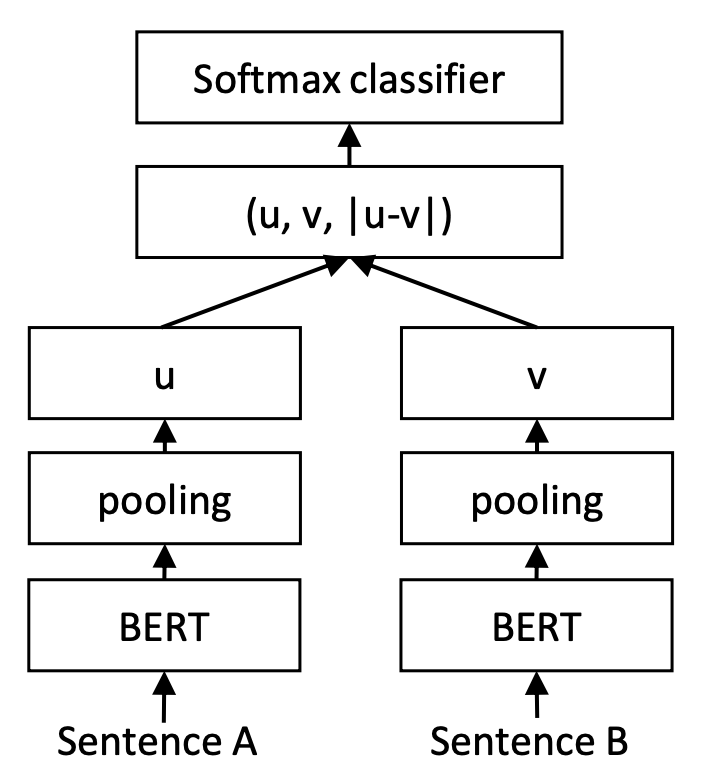 Softmax classifier
(u, v, |u-v|)
u
v
pooling
pooling
BERT
BERT
Sentence A
Sentence B